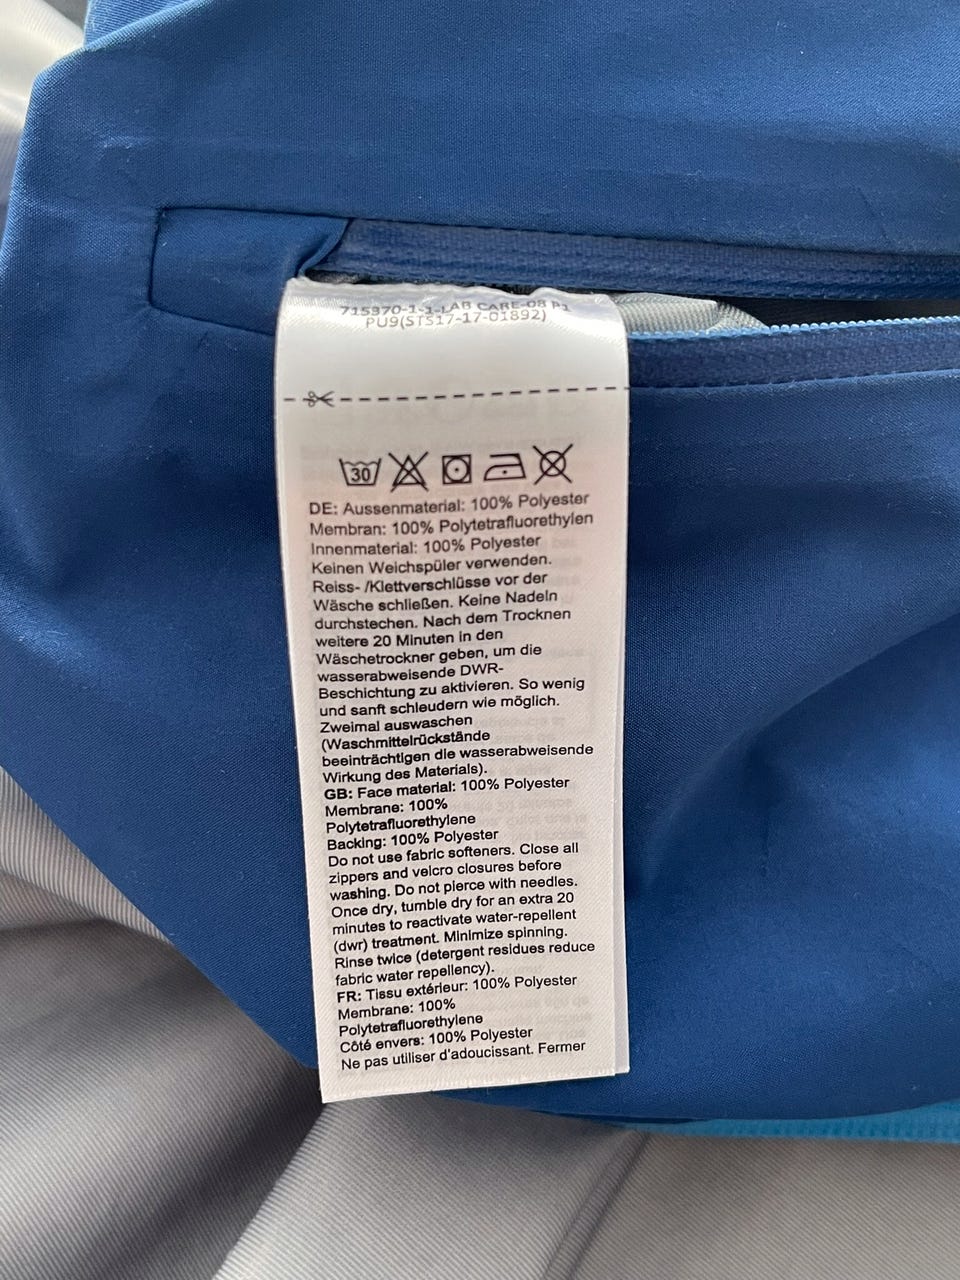 715370-1-1-LAB CARE-08 P1
PU9(STS17-17-01892)
30
DE: Aussenmaterial: 100% Polyester
Membran: 100% Polytetrafluorethylen
Innenmaterial: 100% Polyester
Keinen Weichspüler verwenden.
Reiss- /Klettverschlüsse vor der
Wäsche schließen. Keine Nadeln
durchstechen. Nach dem Trocknen
weitere 20 Minuten in den
Wäschetrockner geben, um die
wasserabweisende DWR-
Beschichtung zu aktivieren. So wenig
und sanft schleudern wie möglich.
Zweimal auswaschen
(Waschmittelrückstände
beeinträchtigen die wasserabweisende
Wirkung des Materials).
GB: Face material: 100% Polyester
Membrane: 100%
Polytetrafluorethylene
Backing: 100% Polyester
Do not use fabric softeners. Close all
zippers and velcro closures before
washing. Do not pierce with needles.
Once dry, tumble dry for an extra 20
minutes to reactivate water-repellent
(dwr) treatment. Minimize spinning.
Rinse twice (detergent residues reduce
fabric water repellency).
FR: Tissu extérieur: 100% Polyester
Membrane: 100%
Polytetrafluorethylene
Côté envers: 100% Polyester
Ne pas utiliser d'adoucissant. Fermer